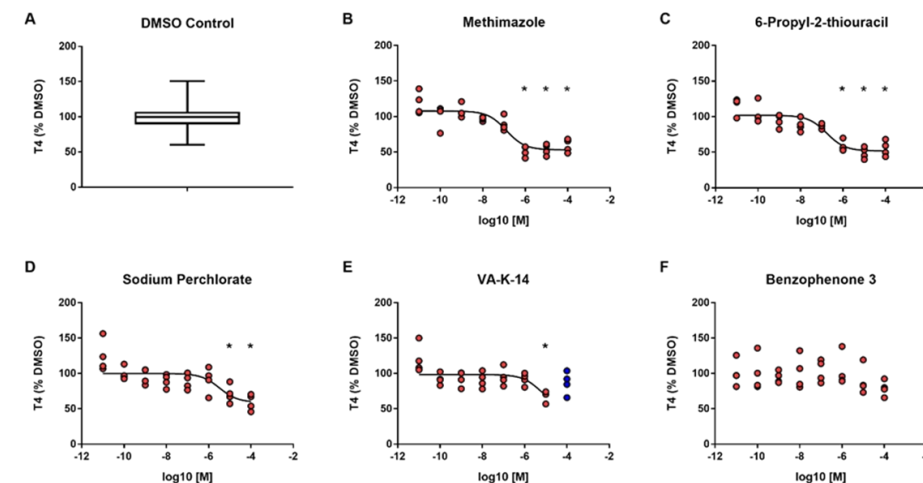 A
DMSO Control
T4 (% DMSO)
200
150
100
50
0
B
Methimazole
T4 (% DMSO)
200
150
100
50
0
* * *
-12 -10 -8 -6 -4 -2
log10 [M]
C
6-Propyl-2-thiouracil
T4 (% DMSO)
200
150
100
50
0
* * *
-12 -10 -8 -6 -4
log10 [M]
D
Sodium Perchlorate
T4 (% DMSO)
200
150
100
50
0
* *
-12 -10 -8 -6 -4 -2
log10 [M]
E
VA-K-14
T4 (% DMSO)
200
150
100
50
0
*
-12 -10 -8 -6 -4 -2
log10 [M]
F
Benzophenone 3
T4 (% DMSO)
200
150
100
50
0
-12 -10 -8 -6 -4
log10 [M]